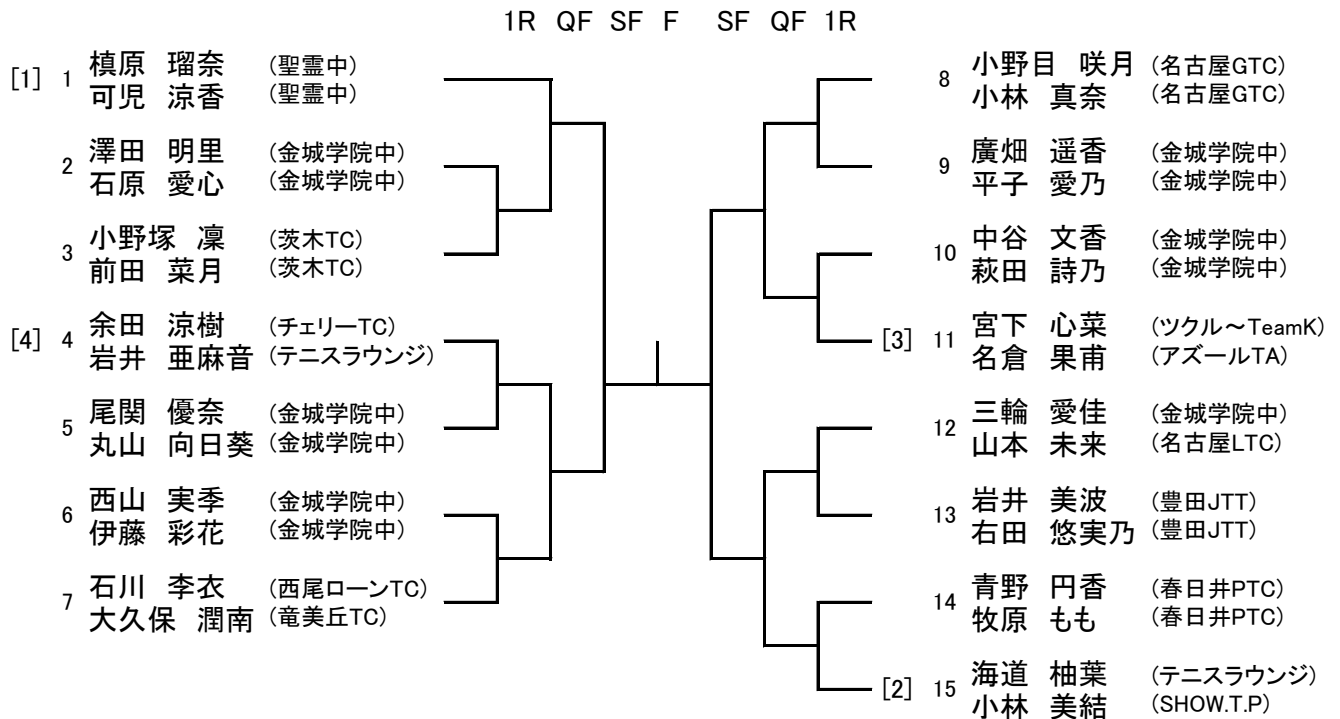 1R QF SF F SF QF 1R
[1] 1 槙原 瑠奈 (聖霊中)
可児 涼香 (聖霊中)
2 澤田 明里 (金城学院中)
石原 愛心 (金城学院中)
3 小野塚 凜 (茨木TC)
前田 菜月 (茨木TC)
[4] 4 余田 涼樹 (チェリーTC)
岩井 亜麻音 (テニスラウンジ)
5 尾関 優奈 (金城学院中)
丸山 向日葵 (金城学院中)
6 西山 実季 (金城学院中)
伊藤 彩花 (金城学院中)
7 石川 李衣 (西尾ローンTC)
大久保 潤南 (竜美丘TC)
8 小野目 咲月 (名古屋GTC)
小林 真奈 (名古屋GTC)
9 廣畑 遥香 (金城学院中)
平子 愛乃 (金城学院中)
10 中谷 文香 (金城学院中)
萩田 詩乃 (金城学院中)
[3] 11 宮下 心菜 (ツクル～TeamK)
名倉 果甫 (アズールTA)
12 三輪 愛佳 (金城学院中)
山本 未来 (名古屋LTC)
13 岩井 美波 (豊田JTT)
右田 悠実乃 (豊田JTT)
14 青野 円香 (春日井PTC)
牧原 もも (春日井PTC)
[2] 15 海道 柚葉 (テニスラウンジ)
小林 美結 (SHOW.T.P)